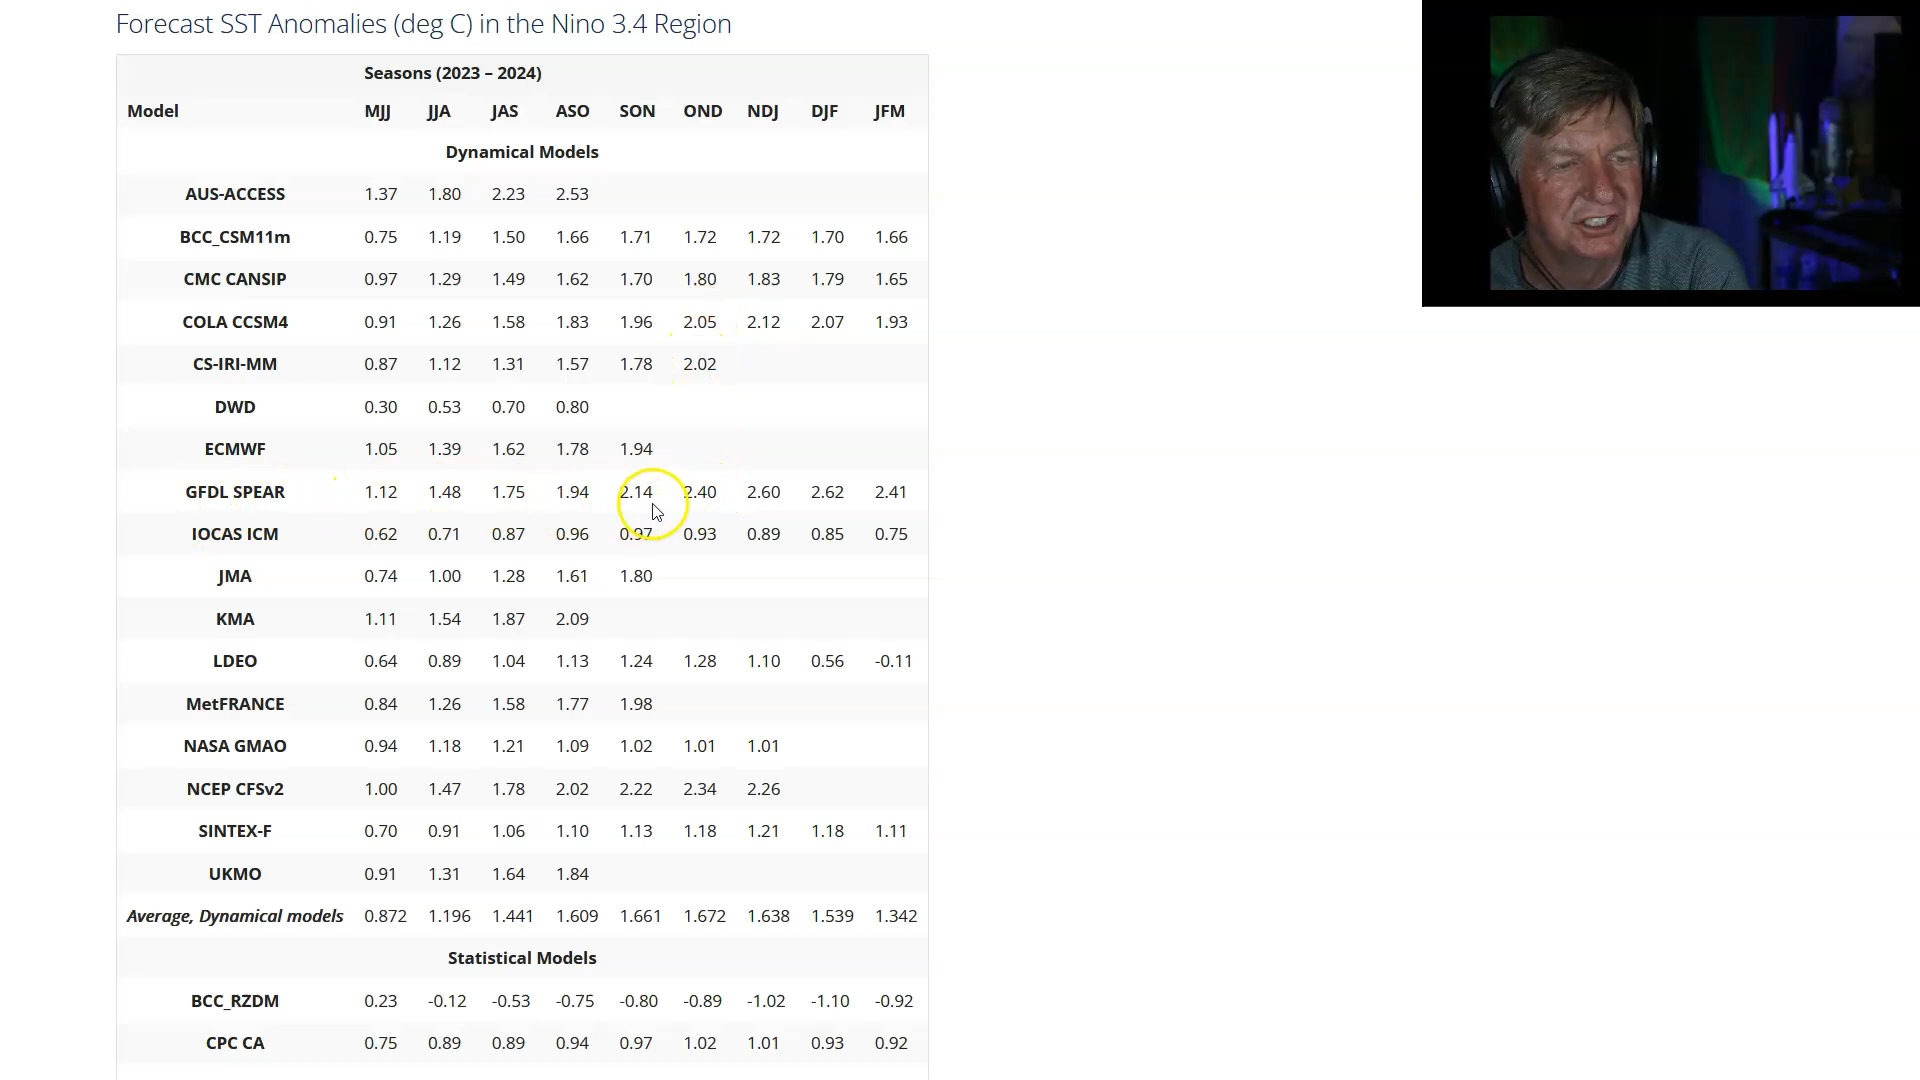 Forecast SST Anomalies (deg C) in the Nino 3.4 Region
Seasons (2023 – 2024)
Model MJJ JJA JAS ASO SON OND NDJ DJF JFM
Dynamical Models
AUS-ACCESS 1.37 1.80 2.23 2.53
BCC_CSM11m 0.75 1.19 1.50 1.66 1.71 1.72 1.72 1.70 1.66
CMC CANSIP 0.97 1.29 1.49 1.62 1.70 1.80 1.83 1.79 1.65
COLA CCSM4 0.91 1.26 1.58 1.83 1.96 2.05 2.12 2.07 1.93
CS-IRI-MM 0.87 1.12 1.31 1.57 1.78 2.02
DWD 0.30 0.53 0.70 0.80
ECMWF 1.05 1.39 1.62 1.78 1.94
GFDL SPEAR 1.12 1.48 1.75 1.94 2.14 2.40 2.60 2.62 2.41
IOCAS ICM 0.62 0.71 0.87 0.96 0.97 0.93 0.89 0.85 0.75
JMA 0.74 1.00 1.28 1.61 1.80
KMA 1.11 1.54 1.87 2.09
LDEO 0.64 0.89 1.04 1.13 1.24 1.28 1.10 0.56 -0.11
MetFRANCE 0.84 1.26 1.58 1.77 1.98
NASA GMAO 0.94 1.18 1.21 1.09 1.02 1.01 1.01
NCEP CFSv2 1.00 1.47 1.78 2.02 2.22 2.34 2.26
SINTEX-F 0.70 0.91 1.06 1.10 1.13 1.18 1.21 1.18 1.11
UKMO 0.91 1.31 1.64 1.84
Average, Dynamical models 0.872 1.196 1.441 1.609 1.661 1.672 1.638 1.539 1.342
Statistical Models
BCC_RZDM 0.23 -0.12 -0.53 -0.75 -0.80 -0.89 -1.02 -1.10 -0.92
CPC CA 0.75 0.89 0.89 0.94 0.97 1.02 1.01 0.93 0.92